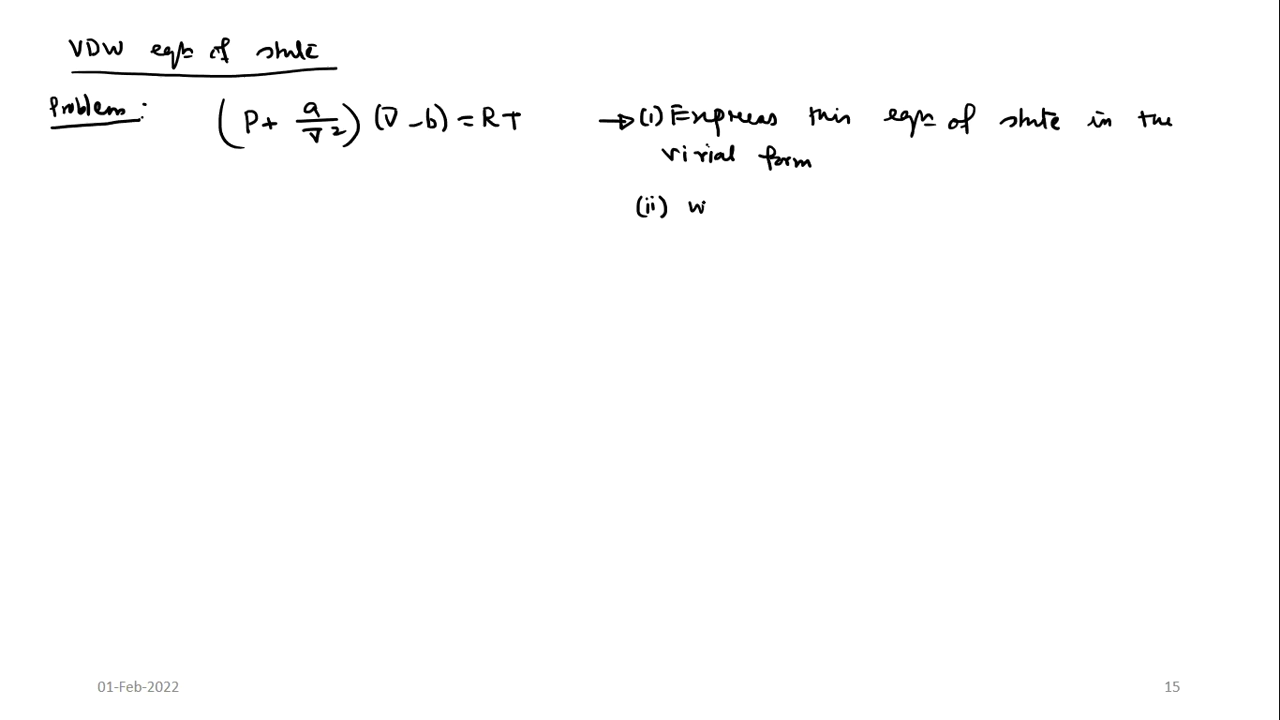 VDW eqn of state
Problem: (P + a/V̅²) (V̅ - b) = RT → (i) Express this eqn of state in the
virial form
(ii) w
01-Feb-2022 15